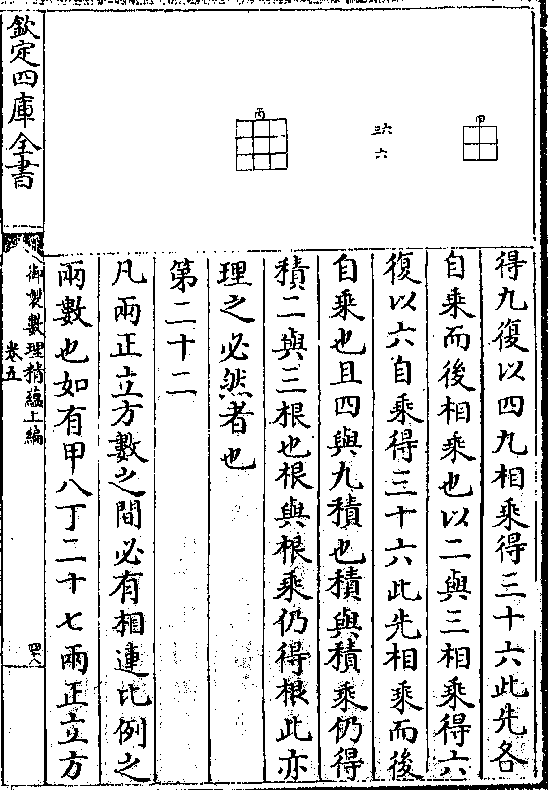 得九復以四九相乘得三十六此先各
自乘而後相乘也以二與三相乘得六
復以六自乘得三十六此先相乘而後
自乘也且四與九積也積與積乘仍得
積二與三根也根與根乘仍得根此亦
理之必然者也
第二十二
凡兩正立方數之間必有相連比例之
兩數也如有甲八丁二十七兩正立方
甲
六
六
三
丙
欽定四庫全書
御製數理精蘊上編
卷五